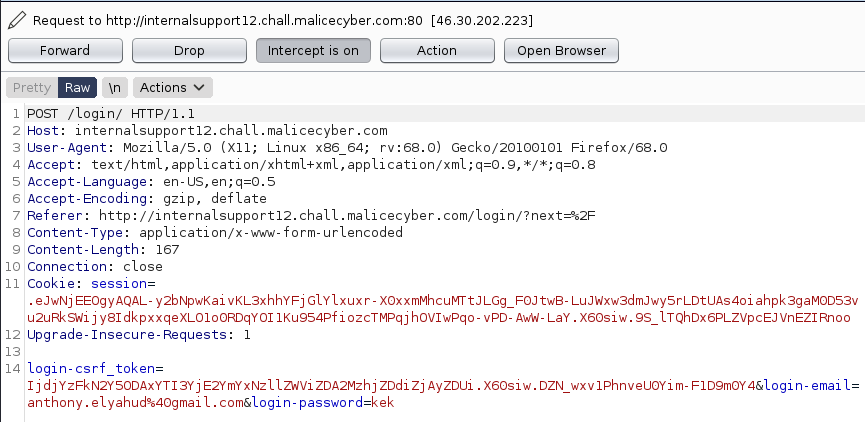 Request to http://internalsupport12.chall.malicecyber.com:80 [46.30.202.223]
Forward Drop Intercept is on Action Open Browser
Pretty Raw \n Actions
1 POST /login/ HTTP/1.1
2 Host: internalsupport12.chall.malicecyber.com
3 User-Agent: Mozilla/5.0 (X11; Linux x86_64; rv:68.0) Gecko/20100101 Firefox/68.0
4 Accept: text/html,application/xhtml+xml,application/xml;q=0.9,*/*;q=0.8
5 Accept-Language: en-US,en;q=0.5
6 Accept-Encoding: gzip, deflate
7 Referer: http://internalsupport12.chall.malicecyber.com/login/?next=%2F
8 Content-Type: application/x-www-form-urlencoded
9 Content-Length: 167
10 Connection: close
11 Cookie: session=
.eJwNjEEOgyAQAL-y2bNpwKaivKL3xhhYFjGlYlxuxr-XOxxmMhcuMTtJLGg_F0JtwB-LuJWxw3dmJwy5rLDtUAs4oiahpk3gaM0D53v
u2uRkSWijy8IdkpxxqeXLO1o0RDqYOI1Ku954PfiozcTMPqjhOVIwPqo-vPD-AwW-LaY.X60siw.9S_lTQhDx6PLZVpcEJVnEZIRnoo
12 Upgrade-Insecure-Requests: 1
13
14 login-csrf_token=
IjdjYzFkN2Y5ODAxYTI3YjE2YmYxNzllZWViZDA2MzhjZDdiZjAyZDUi.X60siw.DZN_wxv1PhnveU0Yim-F1D9m0Y4&login-email=
anthony.elyahud%40gmail.com&login-password=kek